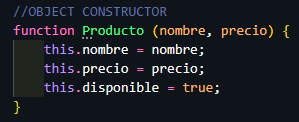 //OBJECT CONSTRUCTOR
function Producto (nombre, precio) {
    this.nombre = nombre;
    this.precio = precio;
    this.disponible = true;
}